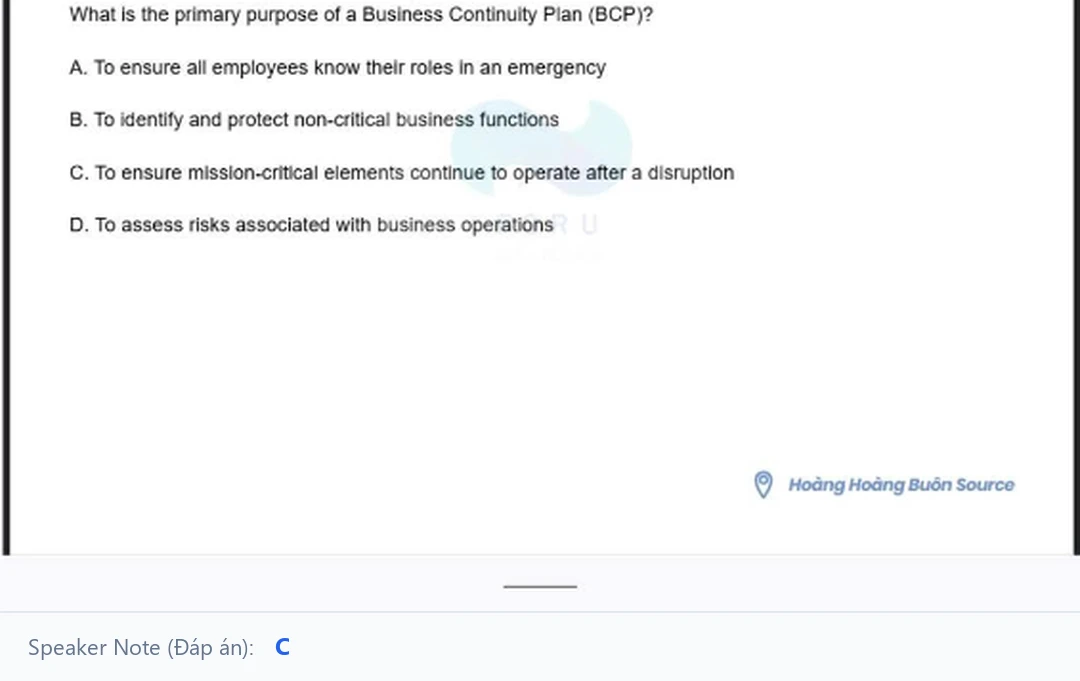 What is the primary purpose of a Business Continuity Plan (BCP)?
A. To ensure all employees know their roles in an emergency
B. To identify and protect non-critical business functions
C. To ensure mission-critical elements continue to operate after a disruption
D. To assess risks associated with business operations
R U
Hoàng Hoàng Buôn Source
Speaker Note (Đáp án): C